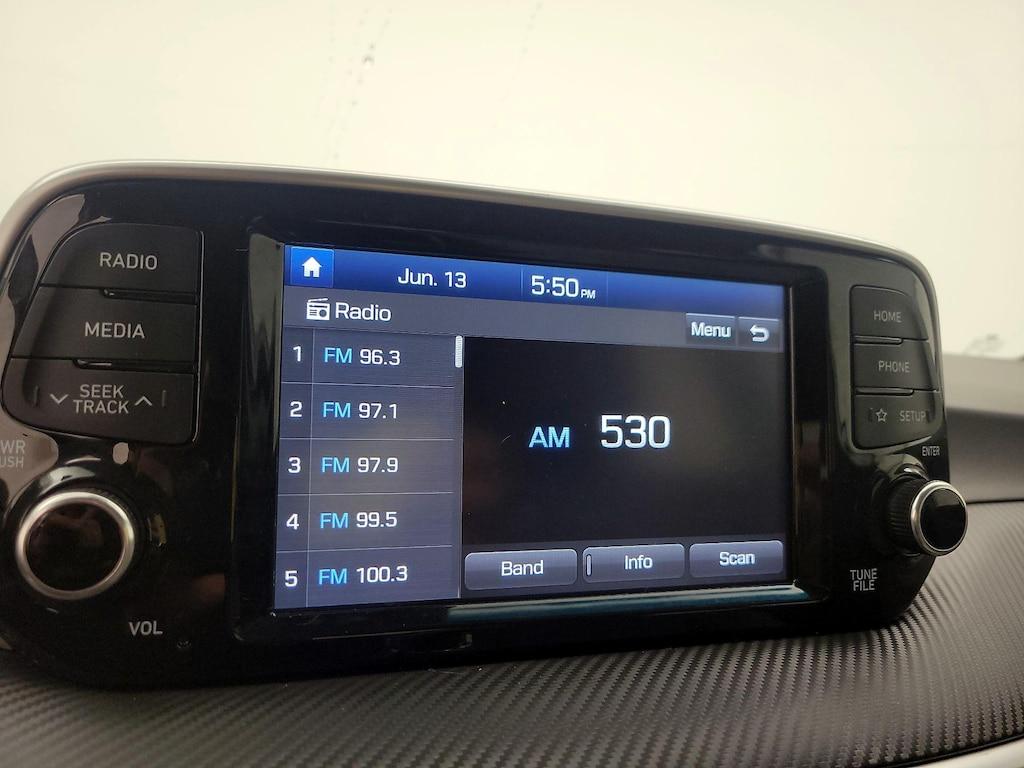 RADIO
MEDIA
SEEK
TRACK
WR
USH
VOL
Jun. 13 5:50 PM
Radio
Menu
1 FM 96.3
2 FM 97.1
3 FM 97.9
4 FM 99.5
5 FM 100.3
AM 530
Band Info Scan
HOME
PHONE
SETUP
ENTER
TUNE
FILE